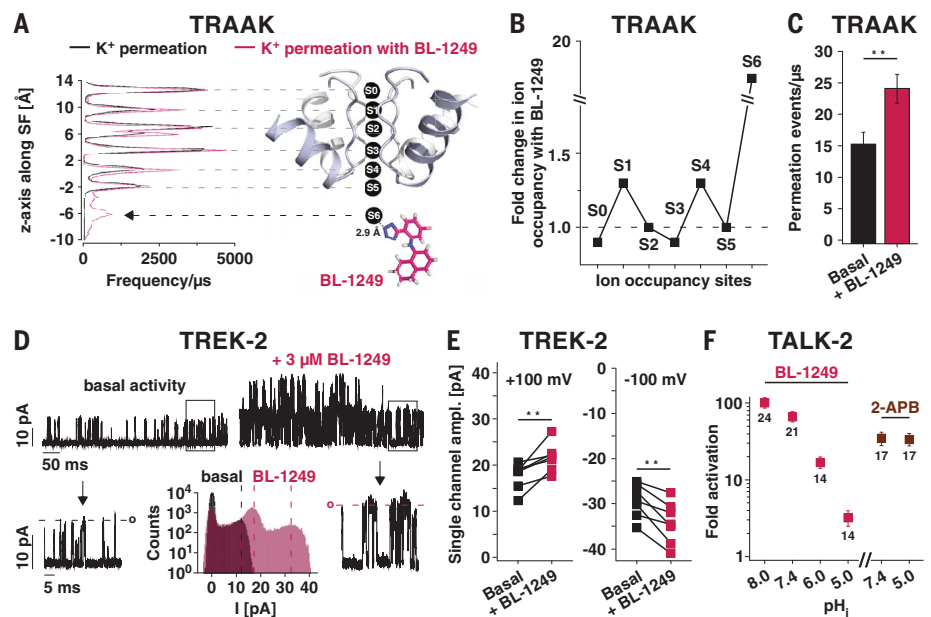 A TRAAK
K+ permeation
K+ permeation with BL-1249
z-axis along SF [Å]
14
10
6
2
-2
-6
-10
0
2500
5000
Frequency/µs
S0
S1
S2
S3
S4
S5
S6
2.9 Å
BL-1249
B TRAAK
Fold change in ion
occupancy with BL-1249
20
1.5
1.0
S0
S1
S2
S3
S4
S5
S6
Ion occupancy sites
C TRAAK
Permeation events/µs
30
25
20
15
10
5
0
**
Basal
+ BL-1249
D TREK-2
+ 3 µM BL-1249
basal activity
10 pA
50 ms
10 pA
5 ms
o
basal
BL-1249
Counts
10⁴
10³
10²
10¹
10⁰
0 10 20 30 40
I [pA]
o
E TREK-2
Single channel ampl. [pA]
+100 mV
40
30
20
10
0
**
Basal
+ BL-1249
-100 mV
0
-10
-20
-30
-40
**
Basal
+ BL-1249
F TALK-2
BL-1249
2-APB
Fold activation
100
10
1
24
21
14
14
17
17
8.0 7.4 6.0 5.0 7.4 5.0
pHi